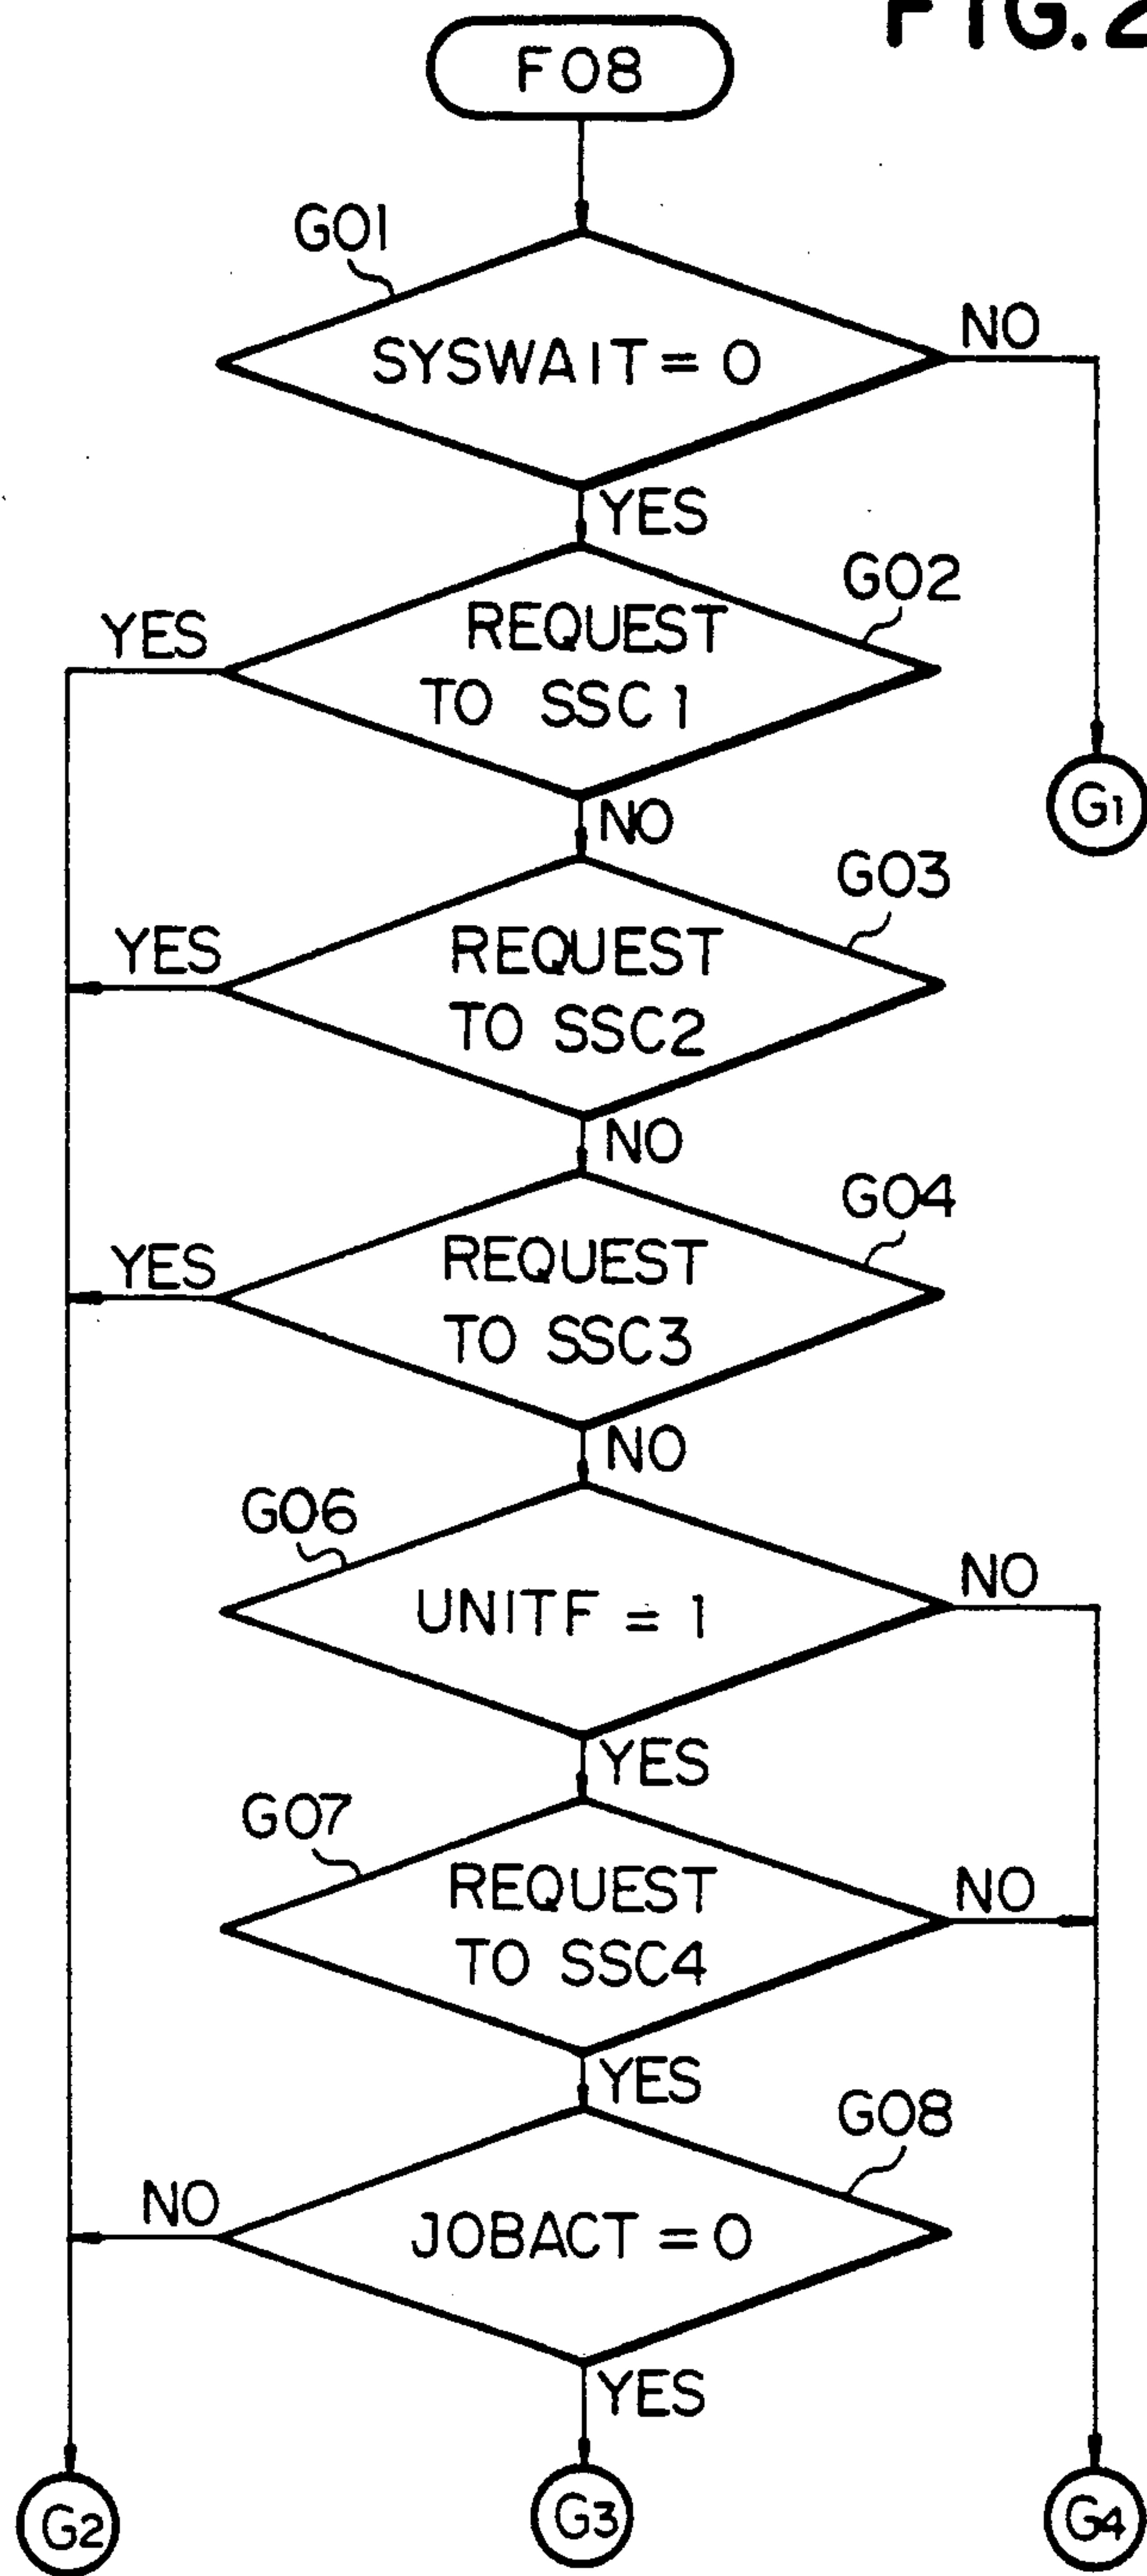 FIG. 2
F08
G01
SYSWAIT = 0
NO
YES
G02
REQUEST
TO SSC1
YES
G1
NO
G03
REQUEST
TO SSC2
YES
NO
G04
REQUEST
TO SSC3
YES
NO
G06
UNITF = 1
NO
YES
G07
REQUEST
TO SSC4
NO
YES
G08
JOBACT = 0
NO
YES
G2
G3
G4